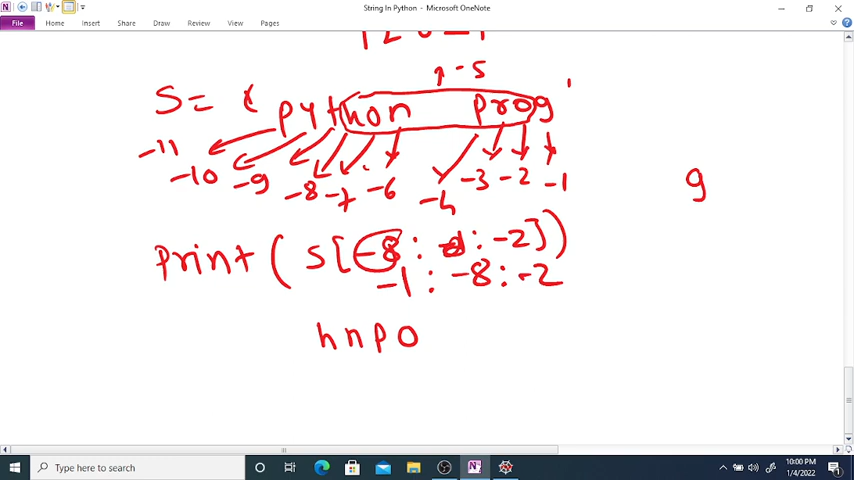 String In Python - Microsoft OneNote
File Home Insert Share Draw History Review View Pages
↑ -5
S = ' python prog '
-11 -10 -9 -8 -7 -6 -4 -3 -2 -1
g
print ( s[ -8 : : -2 ] )
-1 : -8 : -2
hnpo
Type here to search
10:00 PM
1/4/2022